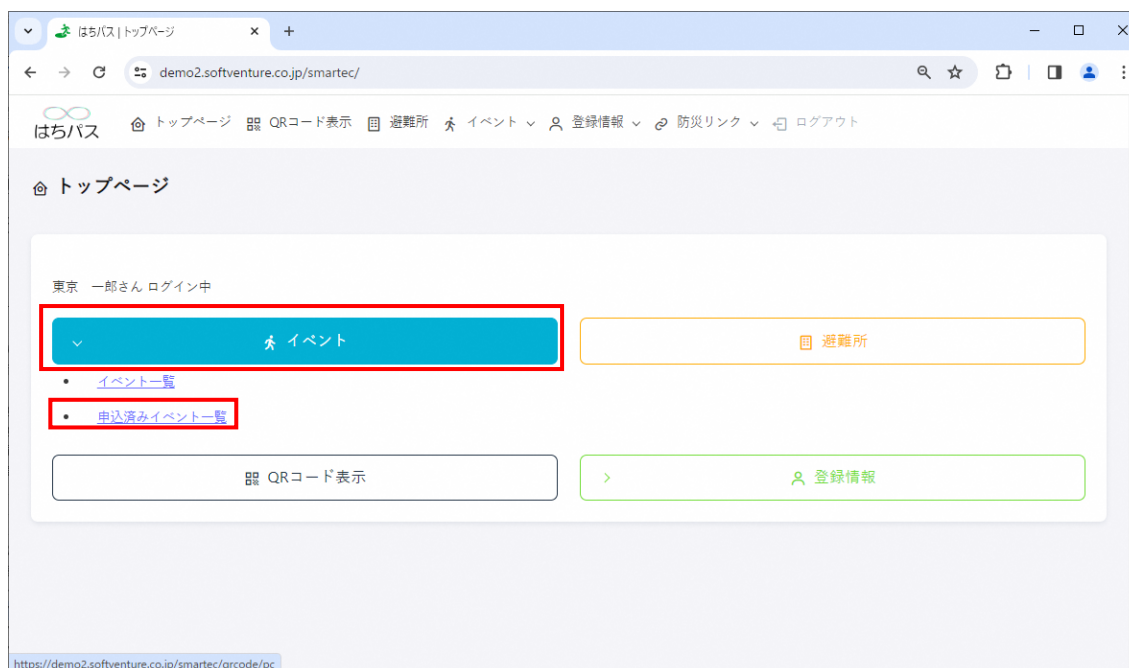 はちパス | トップページ
demo2.softventure.co.jp/smartec/
はちパス トップページ QRコード表示 避難所 イベント 登録情報 防災リンク ログアウト
トップページ
東京　一郎さん ログイン中
イベント 避難所
• イベント一覧
• 申込済みイベント一覧
QRコード表示 登録情報
https://demo2.softventure.co.jp/smartec/qrcode/pc